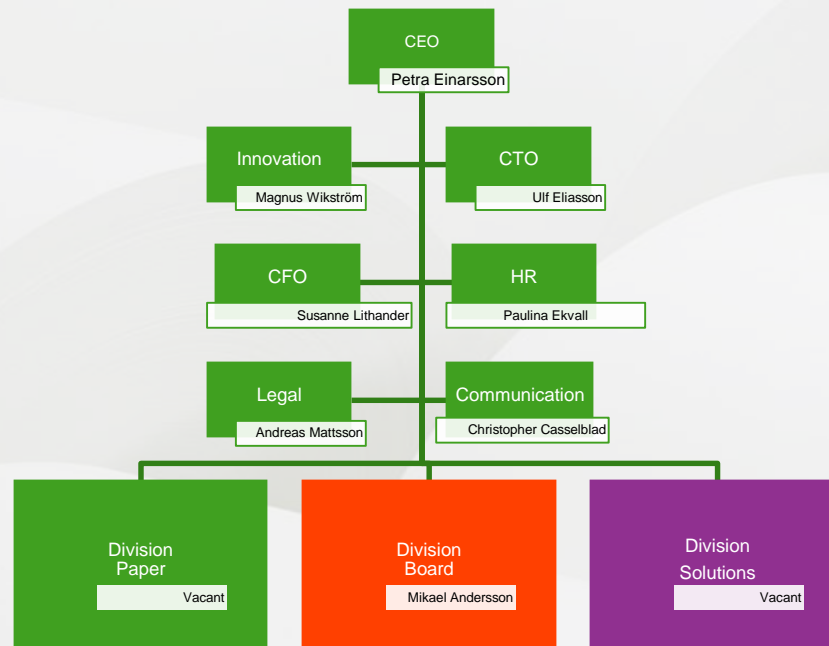 CEO
Petra Einarsson
Innovation
Magnus Wikström
CTO
Ulf Eliasson
CFO
Susanne Lithander
HR
Paulina Ekvall
Legal
Andreas Mattsson
Communication
Christopher Casselblad
Division
Paper
Vacant
Division
Board
Mikael Andersson
Division
Solutions
Vacant